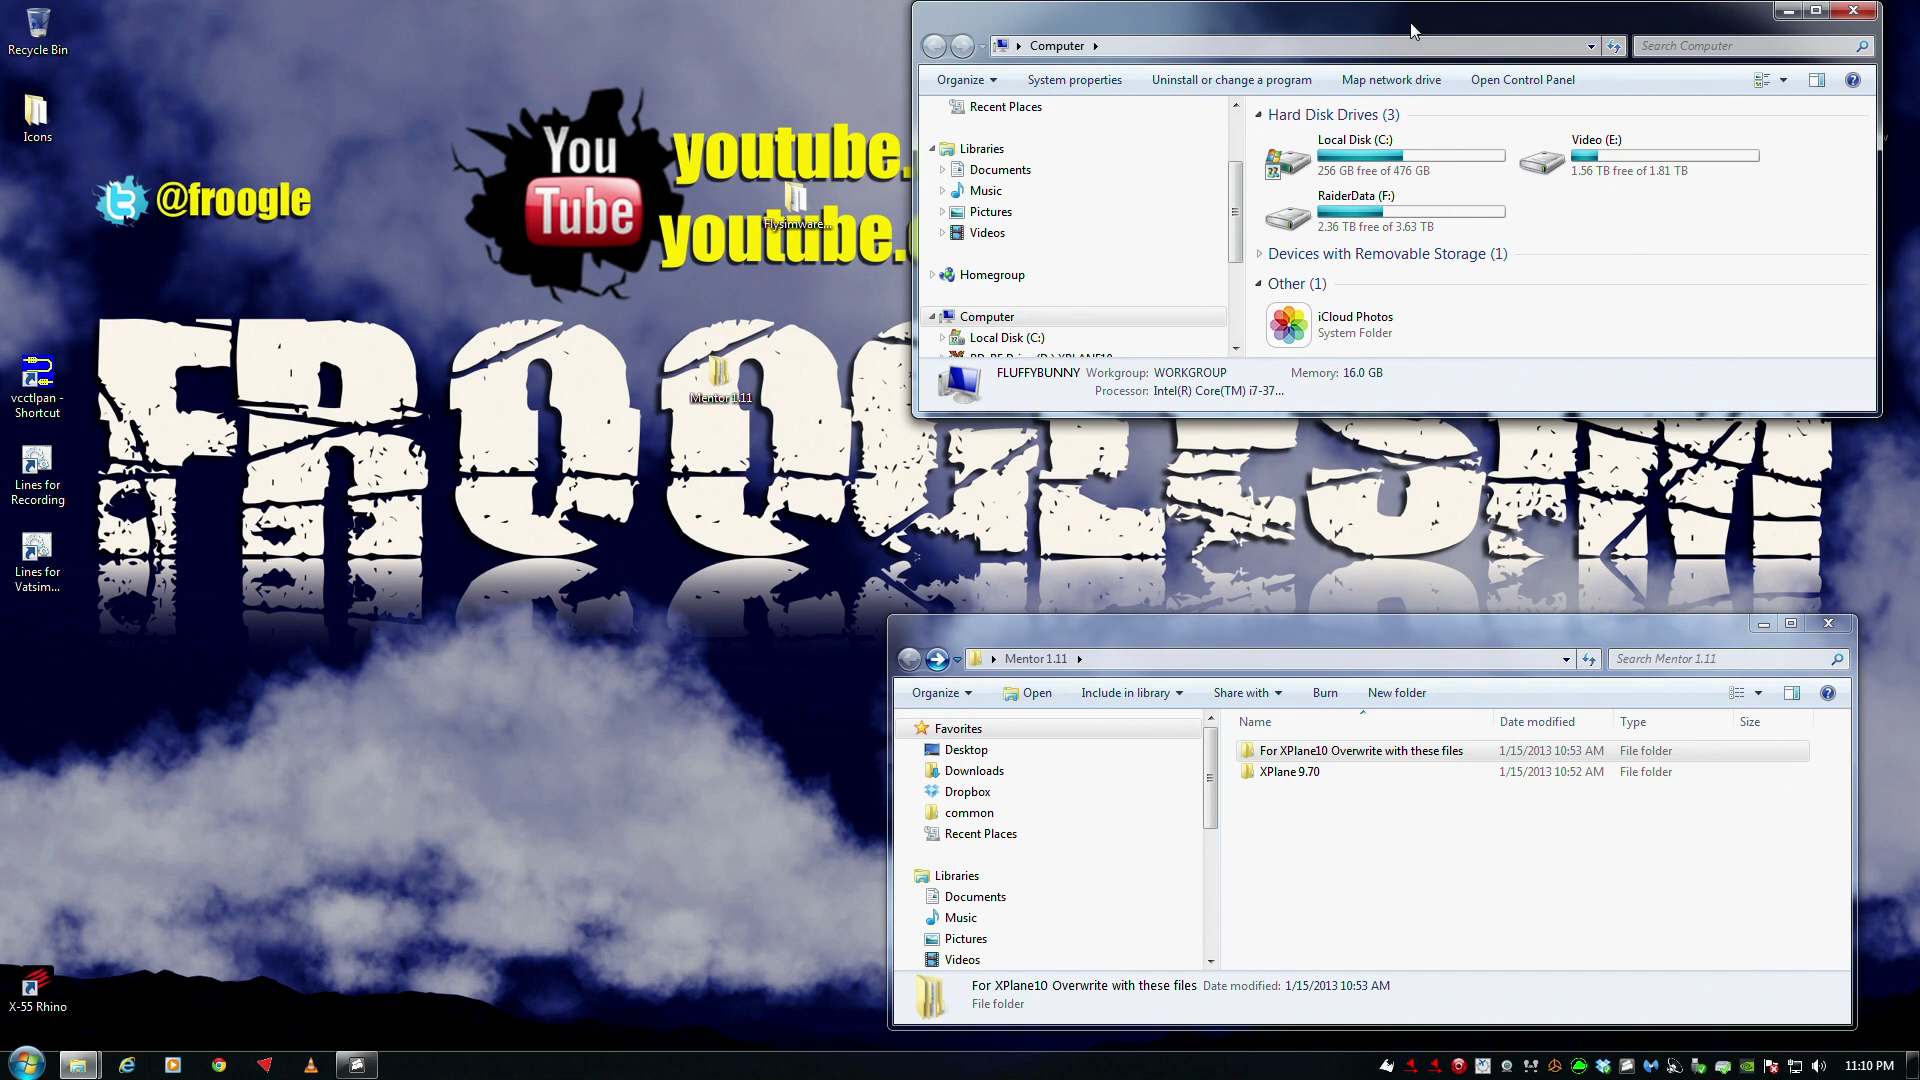 Recycle Bin
Icons
@froogle
You
Tube
youtube.
youtube.
Flysimware...
Mentor 1.11
vcctlpan -
Shortcut
Lines for
Recording
Lines for
Vatsim...
X-55 Rhino
FROOGLESIM
Computer
Search Computer
Organize
System properties
Uninstall or change a program
Map network drive
Open Control Panel
Recent Places
Libraries
Documents
Music
Pictures
Videos
Homegroup
Computer
Local Disk (C:)
Hard Disk Drives (3)
Local Disk (C:)
256 GB free of 476 GB
Video (E:)
1.56 TB free of 1.81 TB
RaiderData (F:)
2.36 TB free of 3.63 TB
Devices with Removable Storage (1)
Other (1)
iCloud Photos
System Folder
FLUFFYBUNNY Workgroup: WORKGROUP Memory: 16.0 GB
Processor: Intel(R) Core(TM) i7-37...
Mentor 1.11
Search Mentor 1.11
Organize
Open
Include in library
Share with
Burn
New folder
Favorites
Desktop
Downloads
Dropbox
common
Recent Places
Libraries
Documents
Music
Pictures
Videos
Name Date modified Type Size
For XPlane10 Overwrite with these files 1/15/2013 10:53 AM File folder
XPlane 9.70 1/15/2013 10:52 AM File folder
For XPlane10 Overwrite with these files Date modified: 1/15/2013 10:53 AM
File folder
11:10 PM